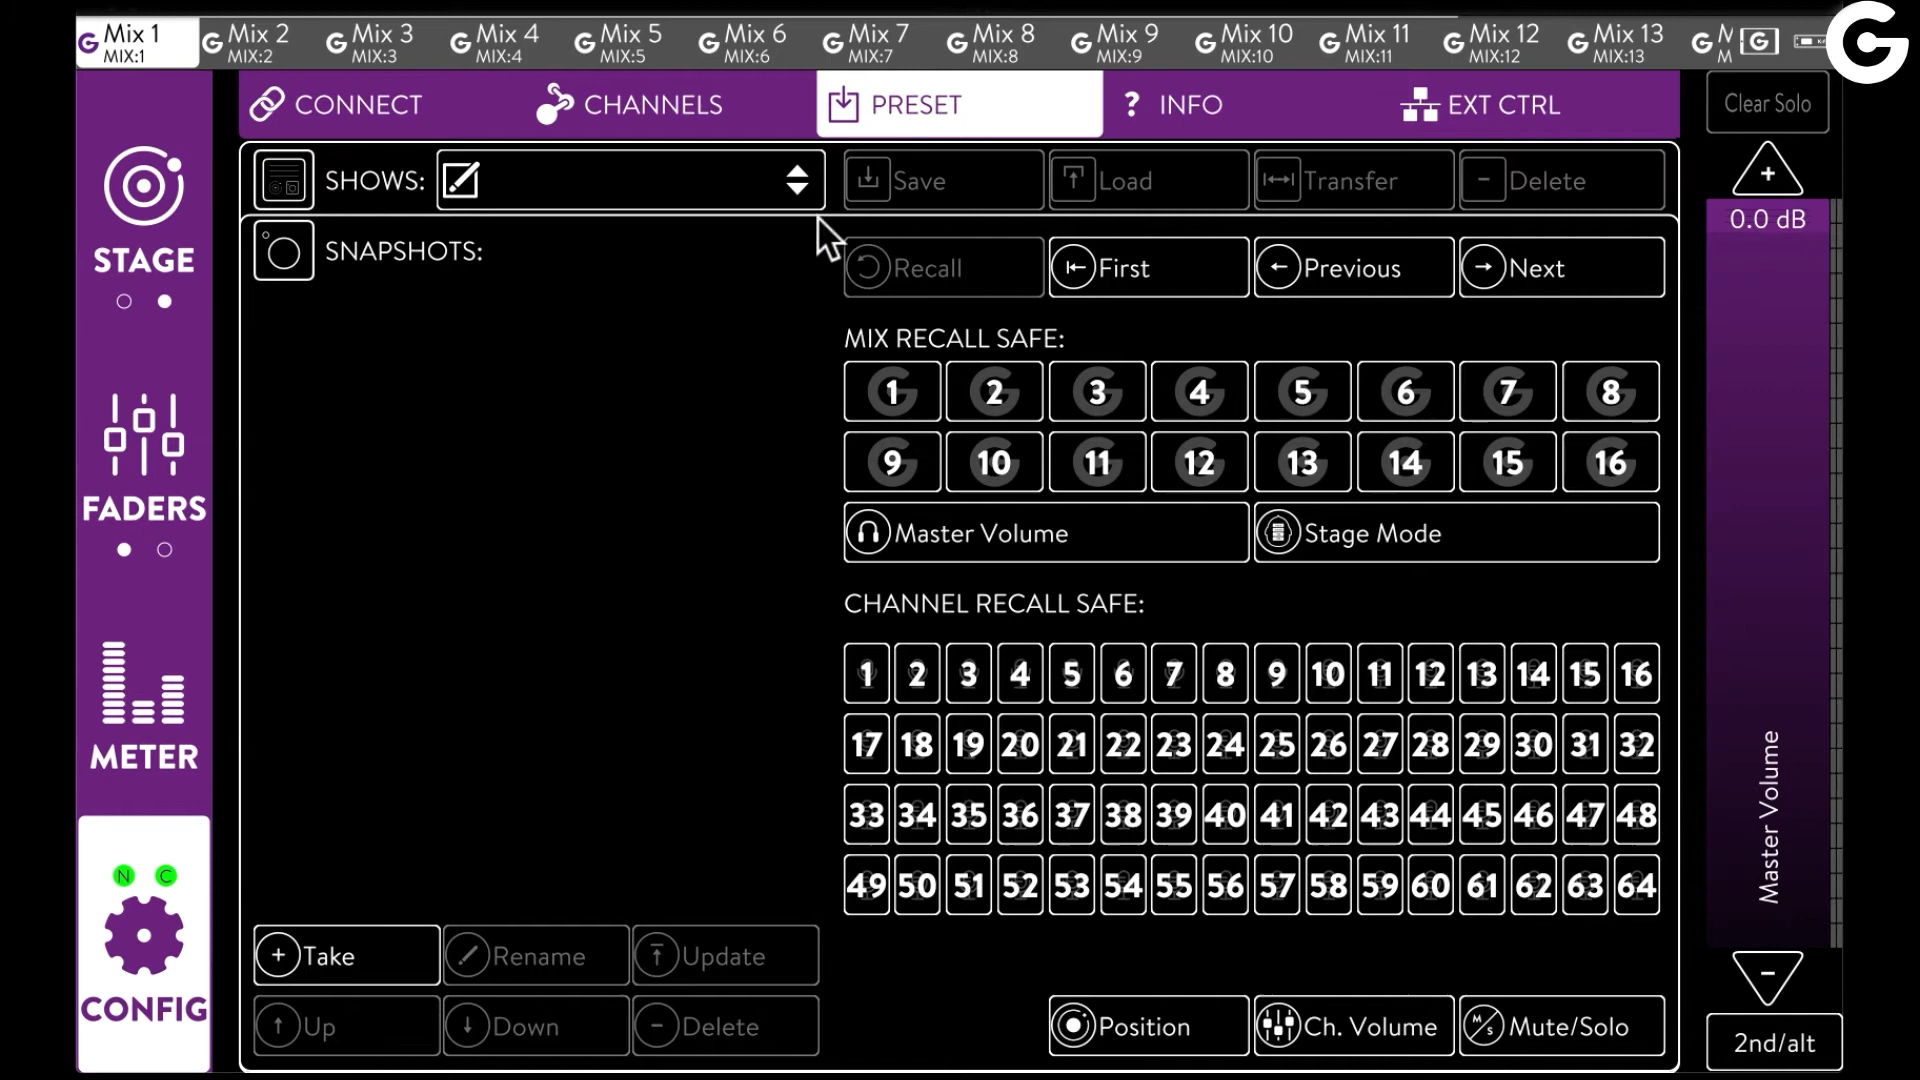 Mix 1 Mix 2 Mix 3 Mix 4 Mix 5 Mix 6 Mix 7 Mix 8 Mix 9 Mix 10 Mix 11 Mix 12 Mix 13 M
MIX:1 MIX:2 MIX:3 MIX:4 MIX:5 MIX:6 MIX:7 MIX:8 MIX:9 MIX:10 MIX:11 MIX:12 MIX:13 M
CONNECT CHANNELS PRESET ? INFO EXT CTRL Clear Solo
SHOWS: Save Load Transfer Delete
+
0.0 dB
SNAPSHOTS:
Recall First Previous Next
STAGE
MIX RECALL SAFE:
1 2 3 4 5 6 7 8
9 10 11 12 13 14 15 16
FADERS
Master Volume Stage Mode
CHANNEL RECALL SAFE:
1 2 3 4 5 6 7 8 9 10 11 12 13 14 15 16
17 18 19 20 21 22 23 24 25 26 27 28 29 30 31 32
METER
33 34 35 36 37 38 39 40 41 42 43 44 45 46 47 48
49 50 51 52 53 54 55 56 57 58 59 60 61 62 63 64
Master Volume
N C
CONFIG
+ Take Rename Update
Up Down - Delete
Position Ch. Volume M/S Mute/Solo
-
2nd/alt